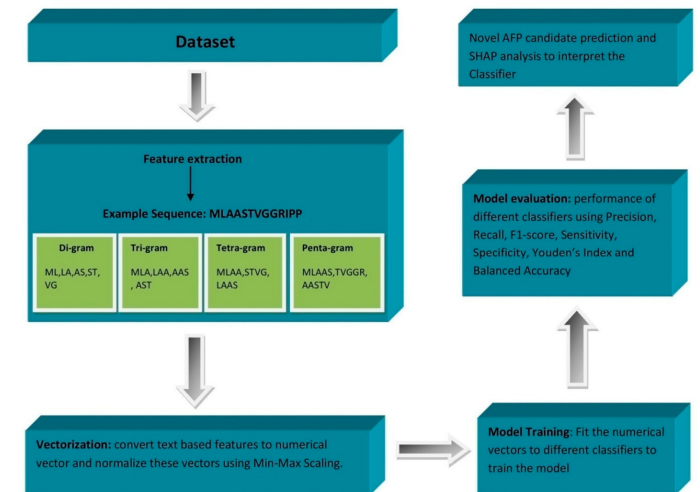 Dataset
Feature extraction
Example Sequence: MLAASTVGGRIPP
Di-gram
ML,LA,AS,ST,
VG
Tri-gram
MLA,LAA,AAS
, AST
Tetra-gram
MLAA,STVG,
LAAS
Penta-gram
MLAAS,TVGGR,
AASTV
Vectorization: convert text based features to numerical
vector and normalize these vectors using Min-Max Scaling.
Model Training: Fit the numerical
vectors to different classifiers to
train the model
Model evaluation: performance of
different classifiers using Precision,
Recall, F1-score, Sensitivity,
Specificity, Youden's Index and
Balanced Accuracy
Novel AFP candidate prediction and
SHAP analysis to interpret the
Classifier